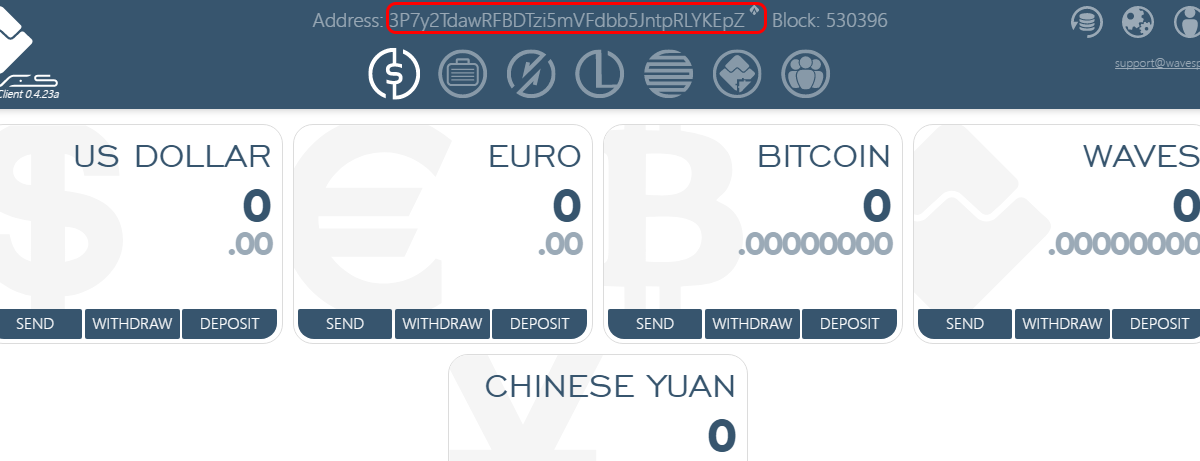 Address: 3P7y2TdawRFBDTzi5mVFdbb5JntpRLYKEpZ Block: 530396
support@wavesp
Client 0.4.23a
US DOLLAR
0
.00
SEND WITHDRAW DEPOSIT
EURO
0
.00
SEND WITHDRAW DEPOSIT
BITCOIN
0
.00000000
SEND WITHDRAW DEPOSIT
WAVES
0
.00000000
SEND WITHDRAW DEPOSIT
CHINESE YUAN
0